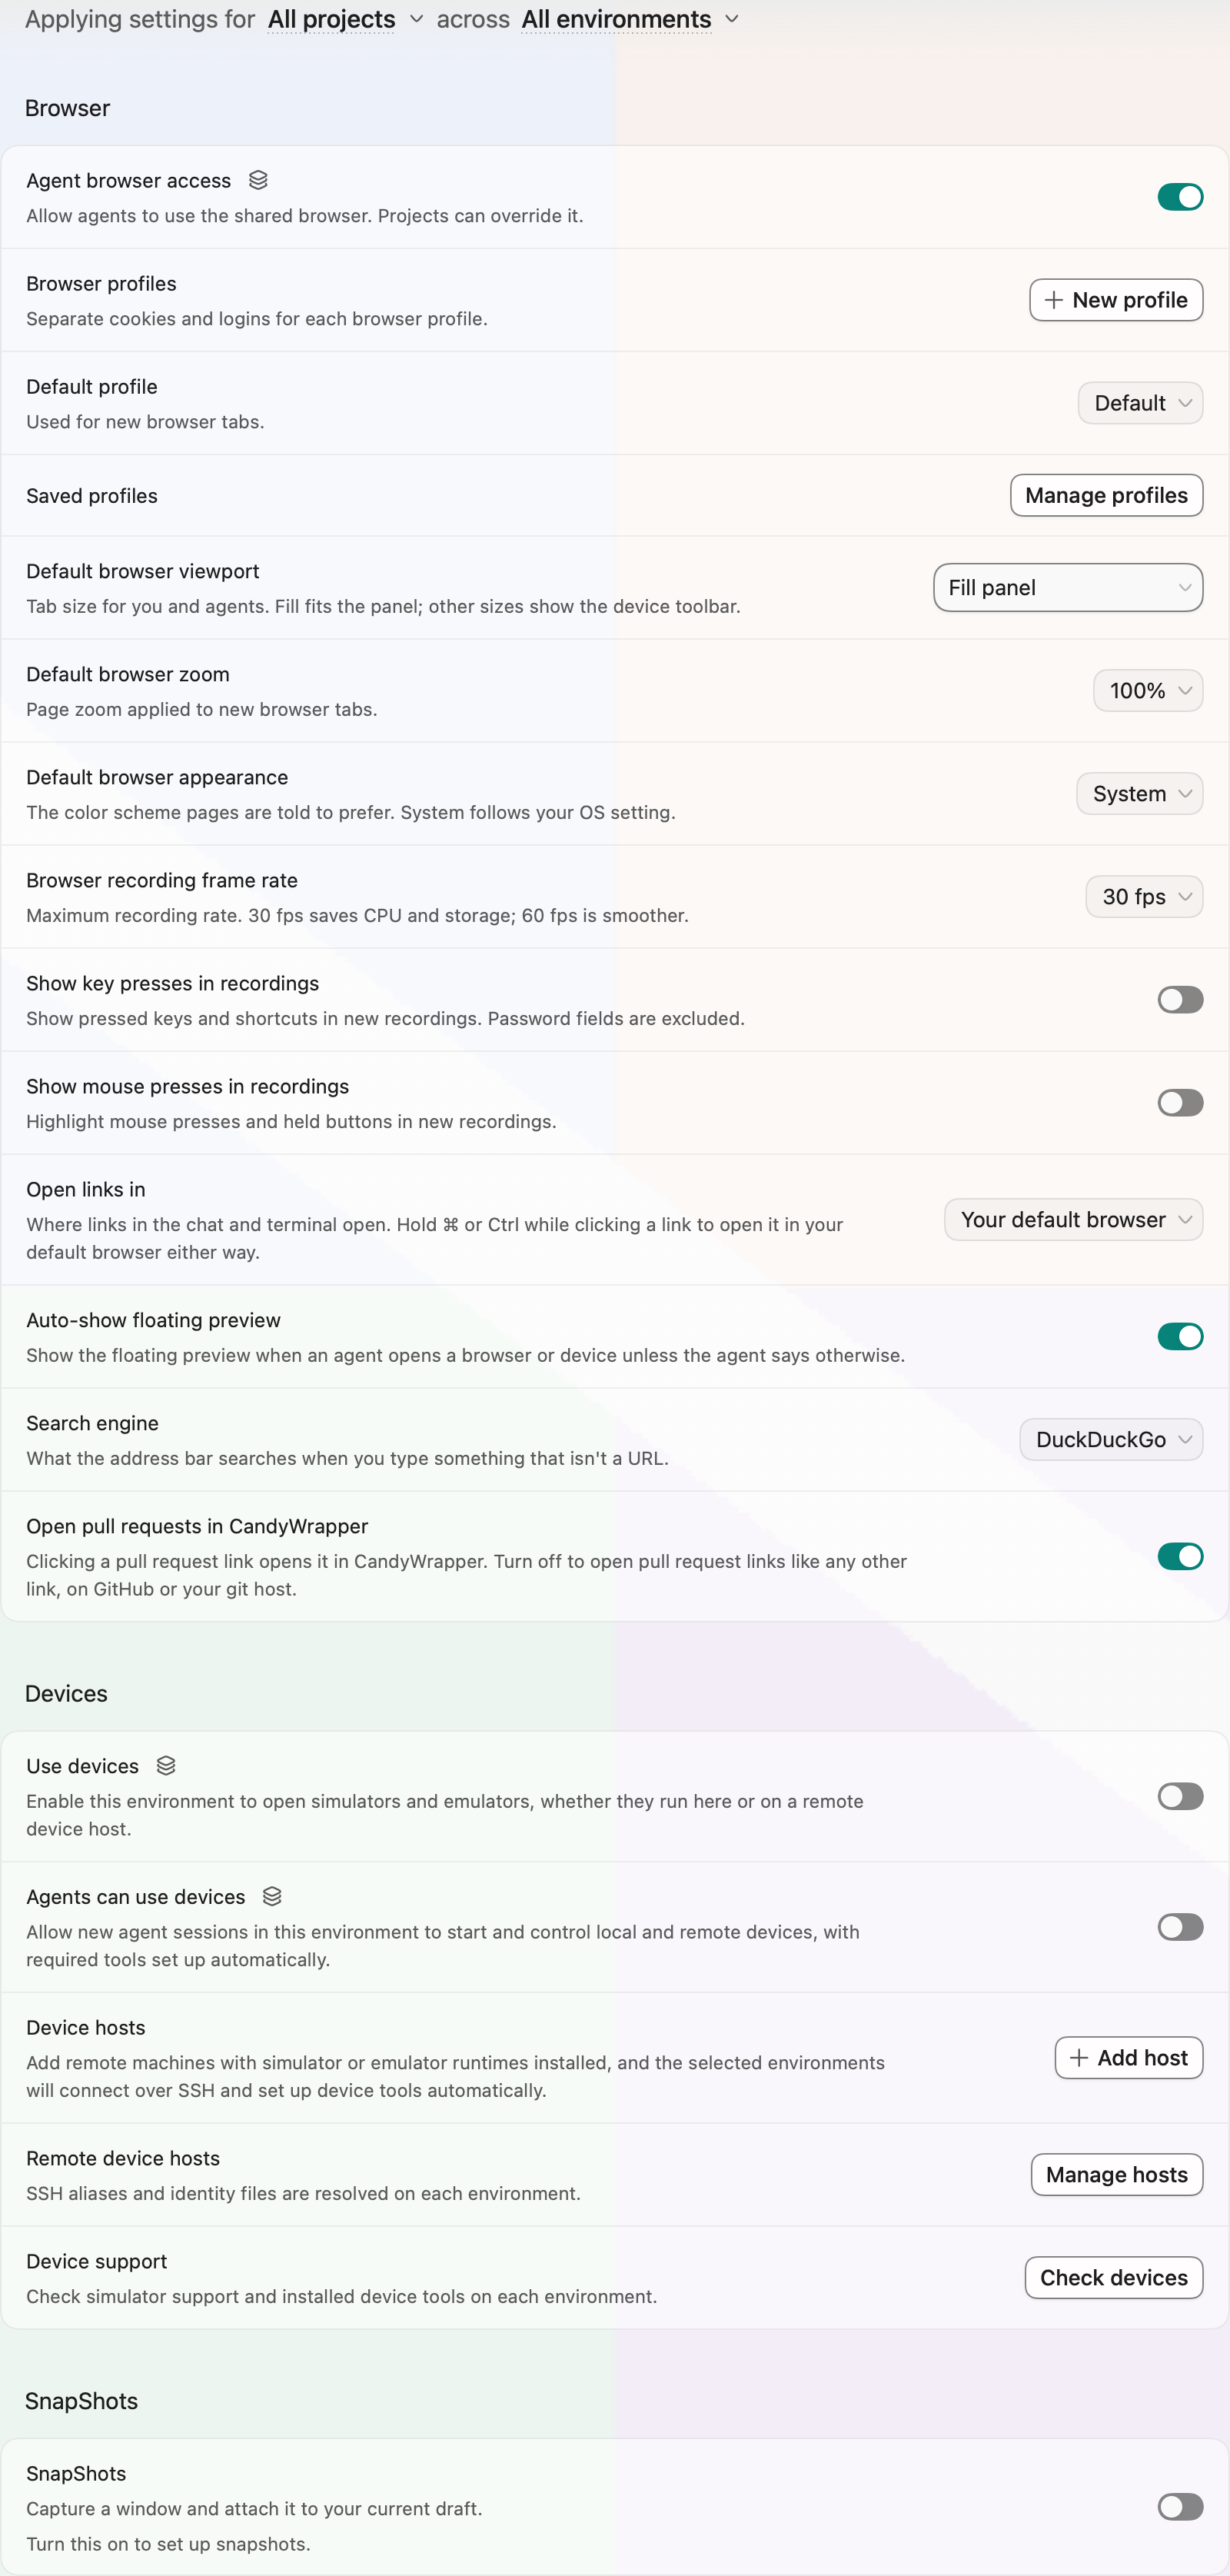 Applying settings for All projects across All environments
Browser
Agent browser access
Allow agents to use the shared browser. Projects can override it.
Browser profiles
Separate cookies and logins for each browser profile.
New profile
Default profile
Used for new browser tabs.
Default
Saved profiles
Manage profiles
Default browser viewport
Tab size for you and agents. Fill fits the panel; other sizes show the device toolbar.
Fill panel
Default browser zoom
Page zoom applied to new browser tabs.
100%
Default browser appearance
The color scheme pages are told to prefer. System follows your OS setting.
System
Browser recording frame rate
Maximum recording rate. 30 fps saves CPU and storage; 60 fps is smoother.
30 fps
Show key presses in recordings
Show pressed keys and shortcuts in new recordings. Password fields are excluded.
Show mouse presses in recordings
Highlight mouse presses and held buttons in new recordings.
Open links in
Where links in the chat and terminal open. Hold ⌘ or Ctrl while clicking a link to open it in your
default browser either way.
Your default browser
Auto-show floating preview
Show the floating preview when an agent opens a browser or device unless the agent says otherwise.
Search engine
What the address bar searches when you type something that isn't a URL.
DuckDuckGo
Open pull requests in CandyWrapper
Clicking a pull request link opens it in CandyWrapper. Turn off to open pull request links like any other
link, on GitHub or your git host.
Devices
Use devices
Enable this environment to open simulators and emulators, whether they run here or on a remote
device host.
Agents can use devices
Allow new agent sessions in this environment to start and control local and remote devices, with
required tools set up automatically.
Device hosts
Add remote machines with simulator or emulator runtimes installed, and the selected environments
will connect over SSH and set up device tools automatically.
Add host
Remote device hosts
SSH aliases and identity files are resolved on each environment.
Manage hosts
Device support
Check simulator support and installed device tools on each environment.
Check devices
SnapShots
SnapShots
Capture a window and attach it to your current draft.
Turn this on to set up snapshots.